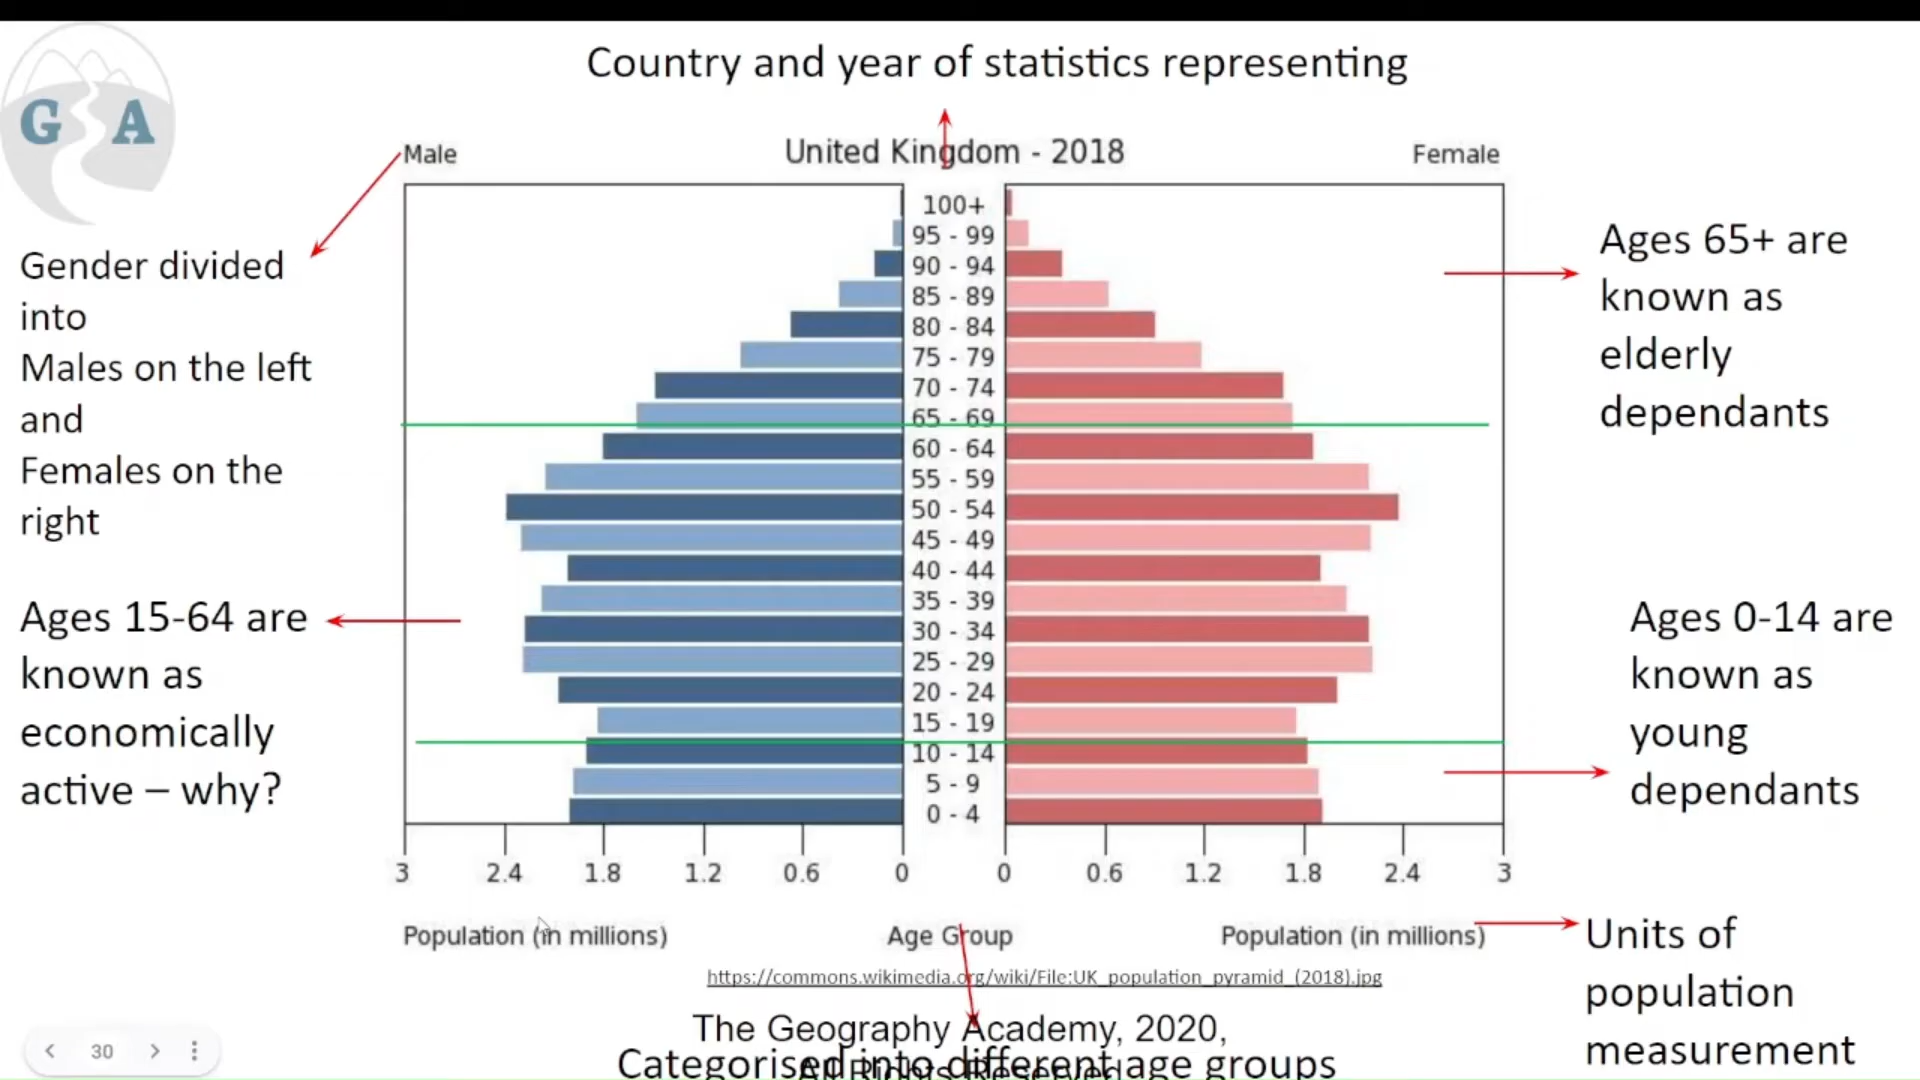 Country and year of statistics representing
G A
Male
United Kingdom - 2018
Female
Gender divided
into
Males on the left
and
Females on the
right
Ages 15-64 are
known as
economically
active – why?
100+
95 - 99
90 - 94
85 - 89
80 - 84
75 - 79
70 - 74
65 - 69
60 - 64
55 - 59
50 - 54
45 - 49
40 - 44
35 - 39
30 - 34
25 - 29
20 - 24
15 - 19
10 - 14
5 - 9
0 - 4
Ages 65+ are
known as
elderly
dependants
Ages 0-14 are
known as
young
dependants
3 2.4 1.8 1.2 0.6 0 0 0.6 1.2 1.8 2.4 3
Population (in millions)
Age Group
Population (in millions)
Units of
population
measurement
https://commons.wikimedia.org/wiki/File:UK_population_pyramid_(2018).jpg
The Geography Academy, 2020,
All Rights Reserved
Categorised into different age groups
30